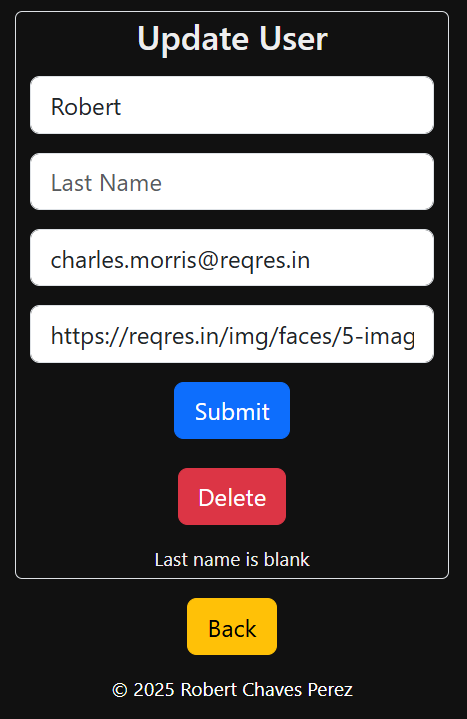 Update User
Robert
Last Name
charles.morris@reqres.in
https://reqres.in/img/faces/5-imag
Submit
Delete
Last name is blank
Back
© 2025 Robert Chaves Perez